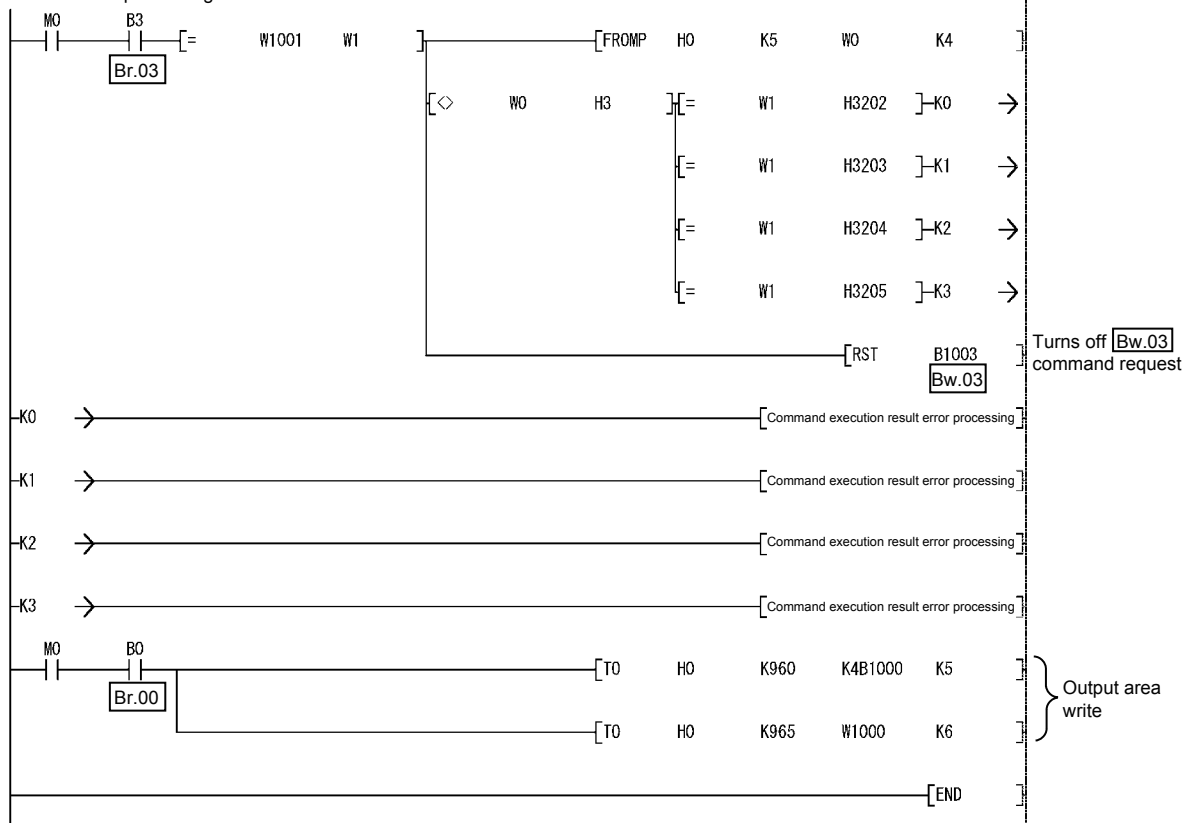 M0 B3
[= W1001 W1 ] [FROMP H0 K5 W0 K4 ]
Br.03
[<> W0 H3 ] [= W1 H3202 ]K0
[= W1 H3203 ]K1
[= W1 H3204 ]K2
[= W1 H3205 ]K3
[RST B1003 ] Turns off Bw.03
command request
Bw.03
K0 [Command execution result error processing]
K1 [Command execution result error processing]
K2 [Command execution result error processing]
K3 [Command execution result error processing]
M0 B0
[TO H0 K960 K4B1000 K5 ]
Br.00
Output area
write
[TO H0 K965 W1000 K6 ]
[END ]